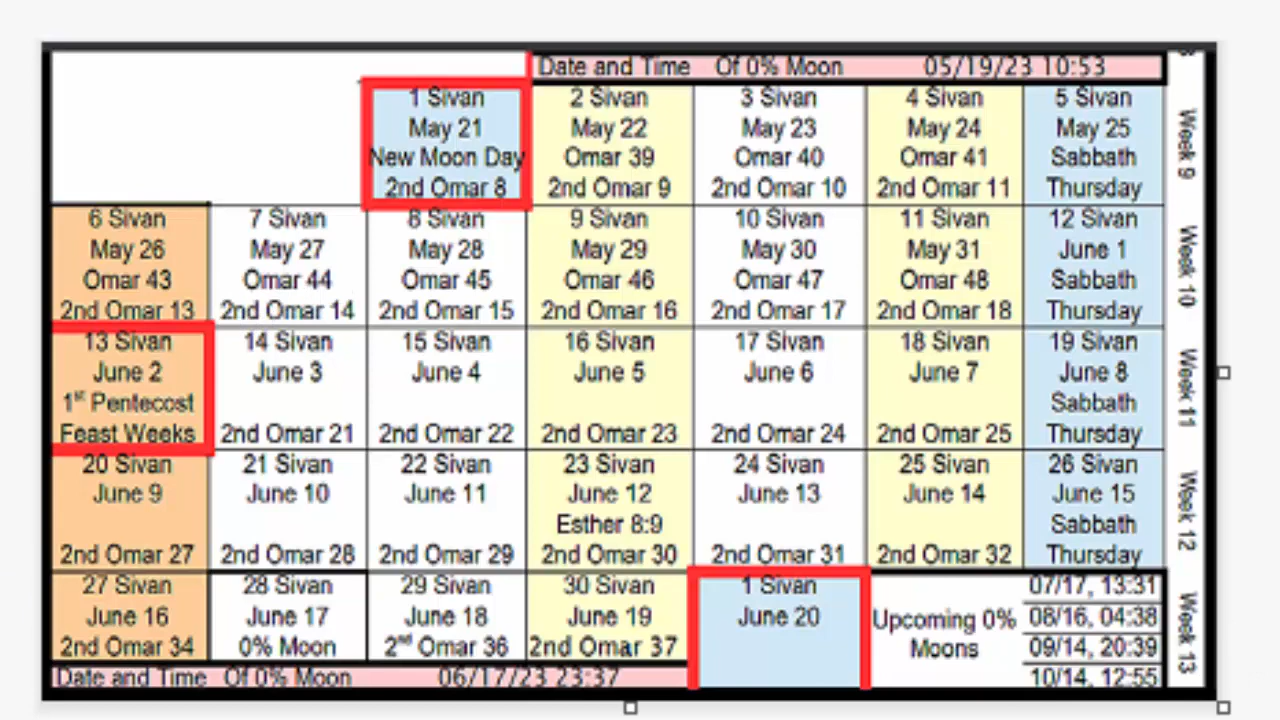 Date and Time Of 0% Moon 05/19/23 10:53
1 Sivan 2 Sivan 3 Sivan 4 Sivan 5 Sivan
May 21 May 22 May 23 May 24 May 25
New Moon Day Omar 39 Omar 40 Omar 41 Sabbath
2nd Omar 8 2nd Omar 9 2nd Omar 10 2nd Omar 11 Thursday
Week 9
6 Sivan 7 Sivan 8 Sivan 9 Sivan 10 Sivan 11 Sivan 12 Sivan
May 26 May 27 May 28 May 29 May 30 May 31 June 1
Omar 43 Omar 44 Omar 45 Omar 46 Omar 47 Omar 48 Sabbath
2nd Omar 13 2nd Omar 14 2nd Omar 15 2nd Omar 16 2nd Omar 17 2nd Omar 18 Thursday
Week 10
13 Sivan 14 Sivan 15 Sivan 16 Sivan 17 Sivan 18 Sivan 19 Sivan
June 2 June 3 June 4 June 5 June 6 June 7 June 8
1st Pentecost Sabbath
Feast Weeks 2nd Omar 21 2nd Omar 22 2nd Omar 23 2nd Omar 24 2nd Omar 25 Thursday
Week 11
20 Sivan 21 Sivan 22 Sivan 23 Sivan 24 Sivan 25 Sivan 26 Sivan
June 9 June 10 June 11 June 12 June 13 June 14 June 15
Esther 8:9 Sabbath
2nd Omar 27 2nd Omar 28 2nd Omar 29 2nd Omar 30 2nd Omar 31 2nd Omar 32 Thursday
Week 12
27 Sivan 28 Sivan 29 Sivan 30 Sivan 1 Sivan 07/17, 13:31
June 16 June 17 June 18 June 19 June 20 Upcoming 0% 08/16, 04:38
2nd Omar 34 0% Moon 2nd Omar 36 2nd Omar 37 Moons 09/14, 20:39
Date and Time Of 0% Moon 06/17/23 23:37 10/14, 12:55
Week 13